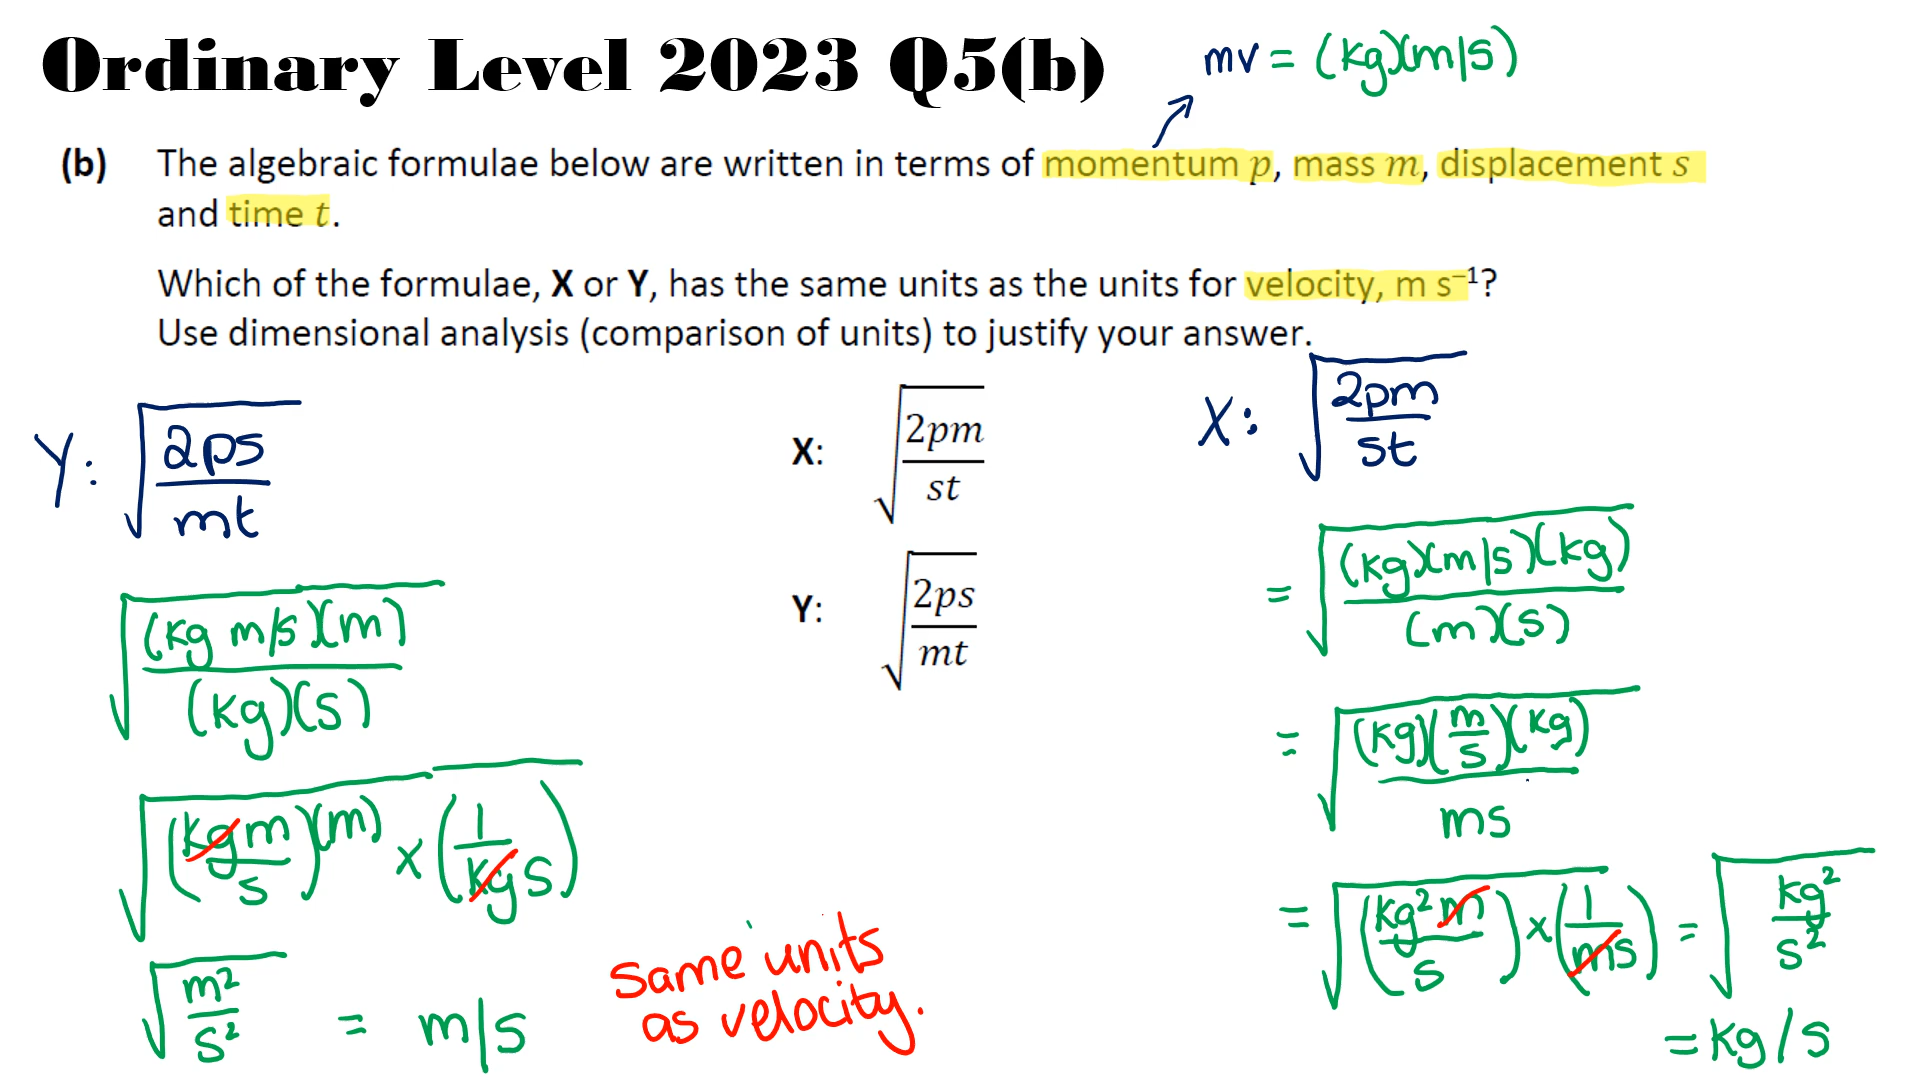 Ordinary Level 2023 Q5(b)
mv = (kg)(m/s)
(b) The algebraic formulae below are written in terms of momentum p, mass m, displacement s
and time t.
Which of the formulae, X or Y, has the same units as the units for velocity, m s⁻¹?
Use dimensional analysis (comparison of units) to justify your answer.
X: √(2pm/st)
Y: √(2ps/mt)
Y: √(2ps/mt)
√((kg m/s)(m)/(kg)(s))
√((kgm/s)(m) × (1/kgs))
√(m²/s²) = m/s
same units
as velocity.
X: √(2pm/st)
= √((kg)(m/s)(kg)/(m)(s))
= √((kg)(m/s)(kg)/ms)
= √((kg²m/s) × (1/ms)) = √(kg²/s²)
= kg/s